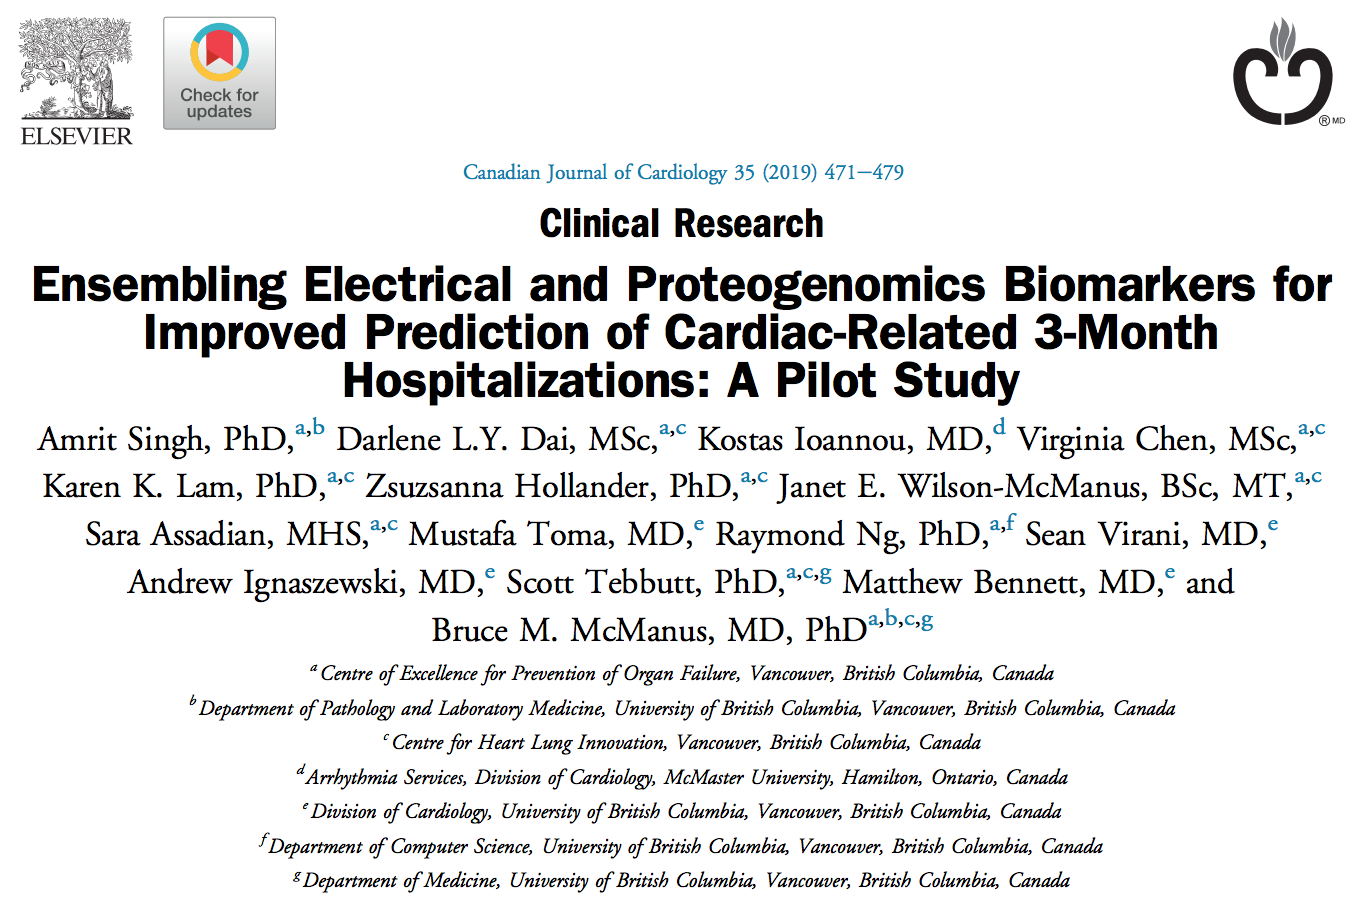 ELSEVIER
Check for
updates
® MD
Canadian Journal of Cardiology 35 (2019) 471–479
Clinical Research
Ensembling Electrical and Proteogenomics Biomarkers for
Improved Prediction of Cardiac-Related 3-Month
Hospitalizations: A Pilot Study
Amrit Singh, PhD,a,b Darlene L.Y. Dai, MSc,a,c Kostas Ioannou, MD,d Virginia Chen, MSc,a,c
Karen K. Lam, PhD,a,c Zsuzsanna Hollander, PhD,a,c Janet E. Wilson-McManus, BSc, MT,a,c
Sara Assadian, MHS,a,c Mustafa Toma, MD,e Raymond Ng, PhD,a,f Sean Virani, MD,e
Andrew Ignaszewski, MD,e Scott Tebbutt, PhD,a,c,g Matthew Bennett, MD,e and
Bruce M. McManus, MD, PhDa,b,c,g
a Centre of Excellence for Prevention of Organ Failure, Vancouver, British Columbia, Canada
b Department of Pathology and Laboratory Medicine, University of British Columbia, Vancouver, British Columbia, Canada
c Centre for Heart Lung Innovation, Vancouver, British Columbia, Canada
d Arrhythmia Services, Division of Cardiology, McMaster University, Hamilton, Ontario, Canada
e Division of Cardiology, University of British Columbia, Vancouver, British Columbia, Canada
f Department of Computer Science, University of British Columbia, Vancouver, British Columbia, Canada
g Department of Medicine, University of British Columbia, Vancouver, British Columbia, Canada